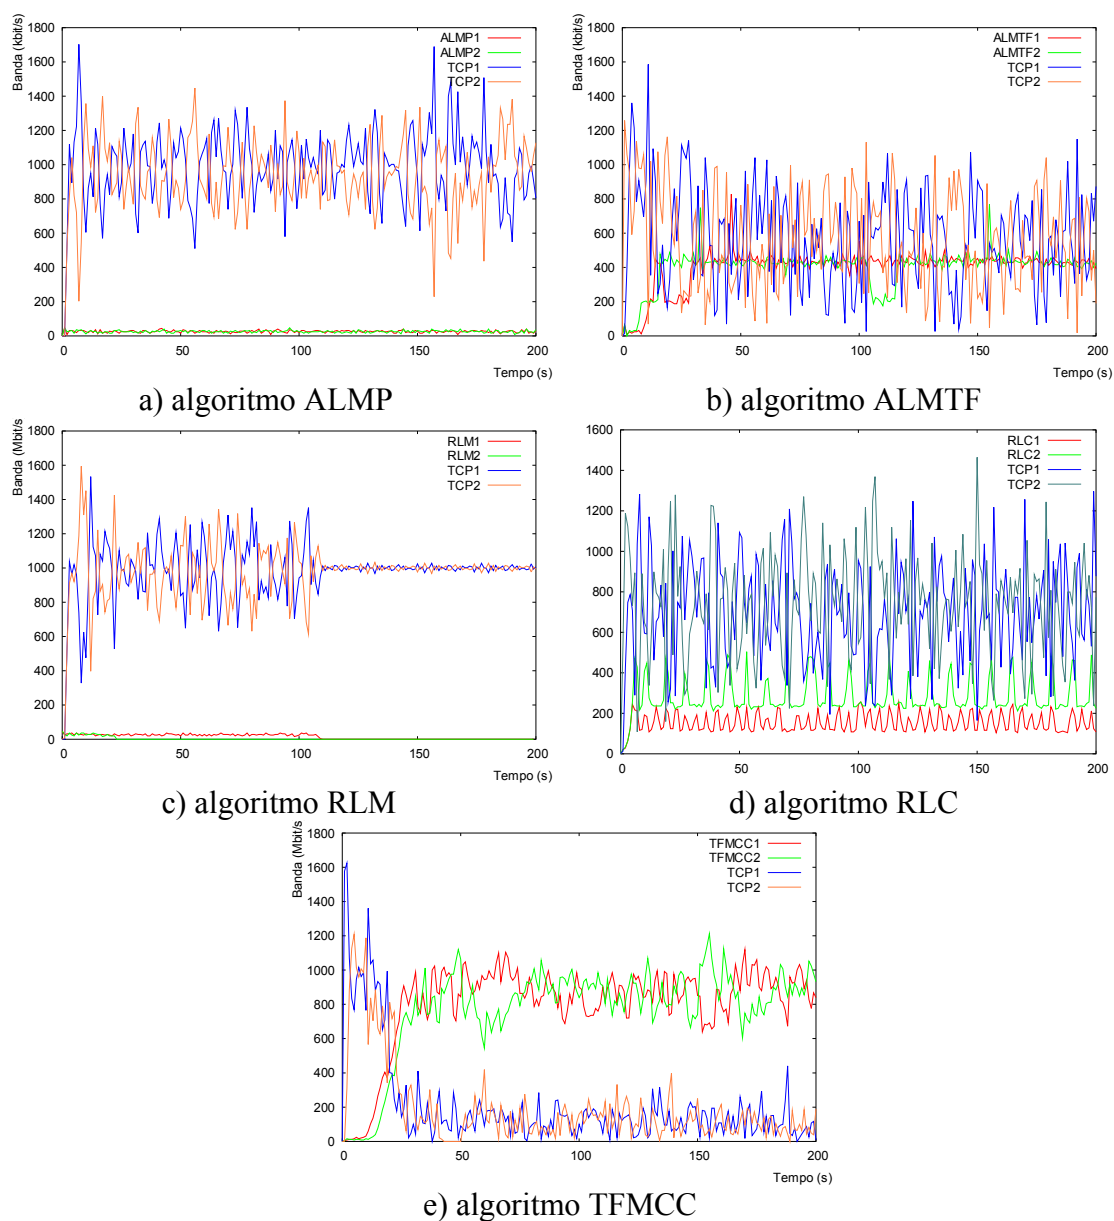 Banda (kbit/s)
1800
1600
1400
1200
1000
800
600
400
200
0
0 50 100 150 200
Tempo (s)
ALMP1
ALMP2
TCP1
TCP2
a) algoritmo ALMP
Banda (kbit/s)
1800
1600
1400
1200
1000
800
600
400
200
0
0 50 100 150 200
Tempo (s)
ALMTF1
ALMTF2
TCP1
TCP2
b) algoritmo ALMTF
Banda (Mbit/s
1800
1600
1400
1200
1000
800
600
400
200
0
0 50 100 150 200
Tempo (s)
RLM1
RLM2
TCP1
TCP2
c) algoritmo RLM
1600
1400
1200
1000
800
600
400
200
0
0 50 100 150 200
RLC1
RLC2
TCP1
TCP2
d) algoritmo RLC
Banda (Mbit/s
1800
1600
1400
1200
1000
800
600
400
200
0
0 50 100 150 200
Tempo (s)
TFMCC1
TFMCC2
TCP1
TCP2
e) algoritmo TFMCC